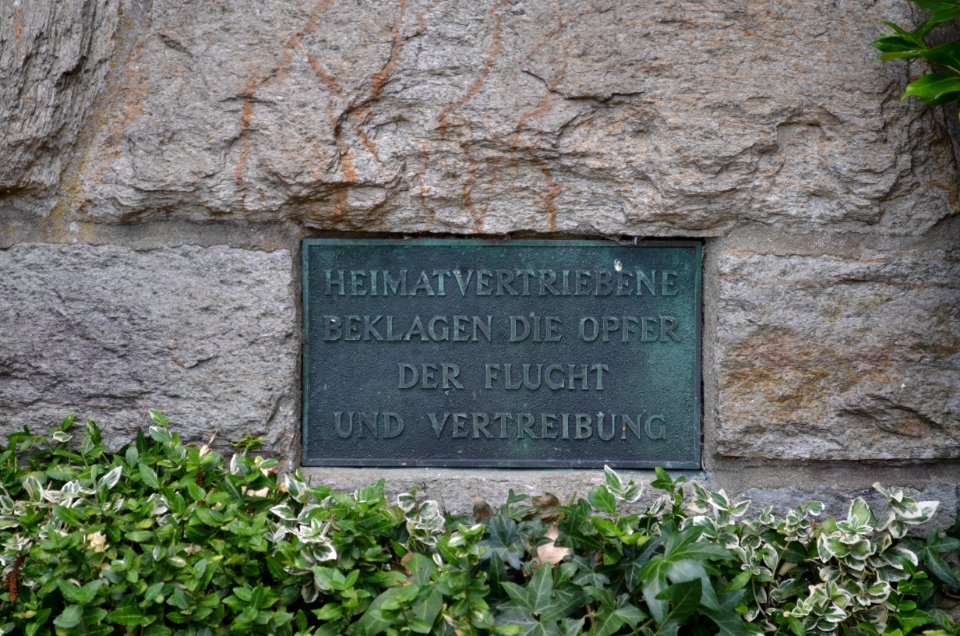 HEIMATVERTRIEBENE
BEKLAGEN DIE OPFER
DER FLUCHT
UND VERTREIBUNG